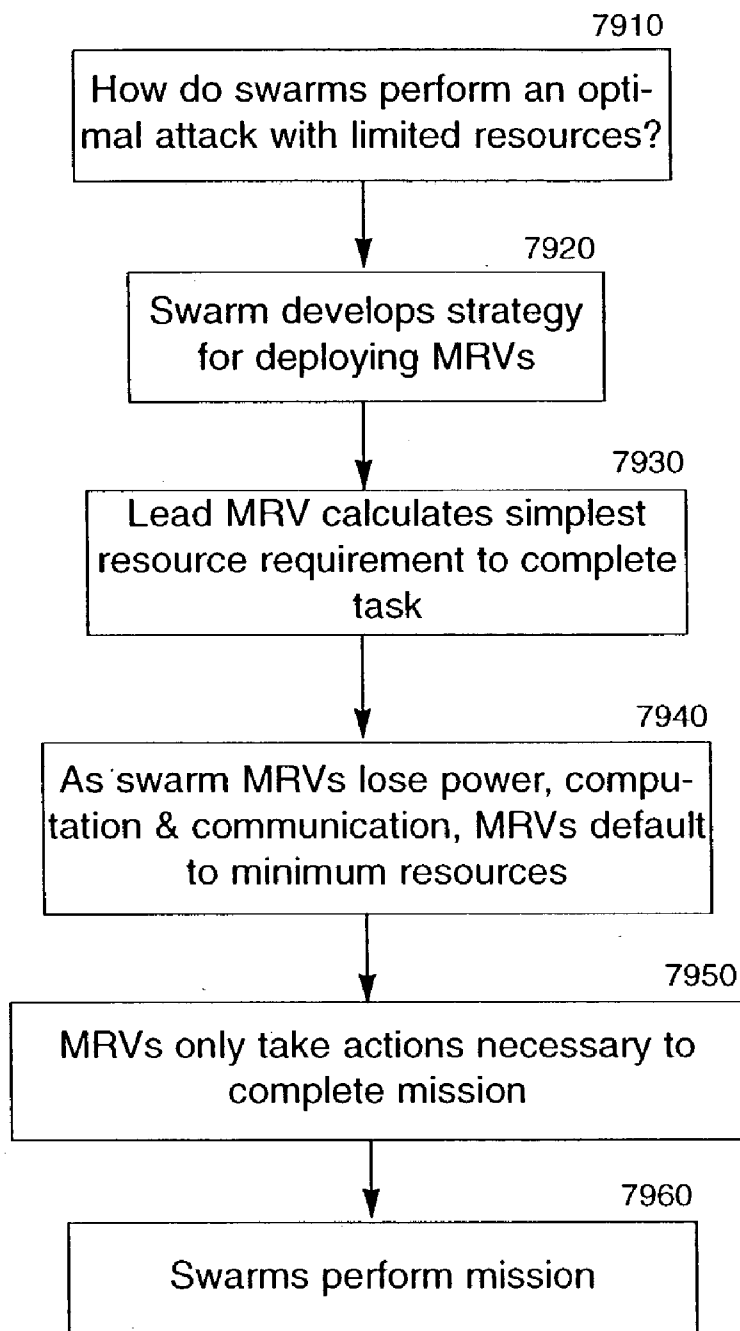 7910
How do swarms perform an opti-
mal attack with limited resources?
7920
Swarm develops strategy
for deploying MRVs
7930
Lead MRV calculates simplest
resource requirement to complete
task
7940
As swarm MRVs lose power, compu-
tation & communication, MRVs default
to minimum resources
7950
MRVs only take actions necessary to
complete mission
7960
Swarms perform mission